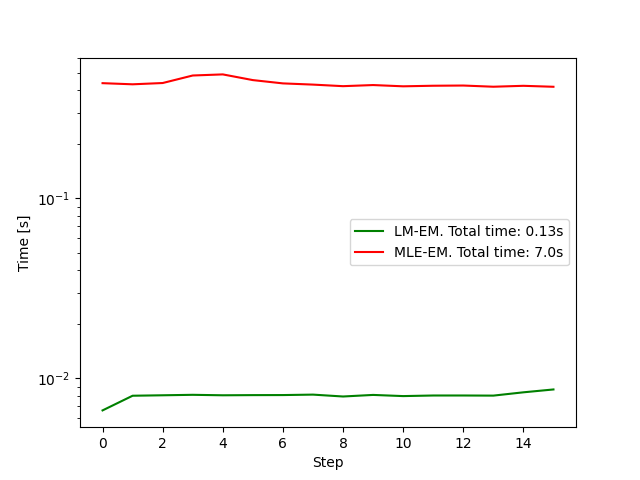 Time [s]
10⁻¹
10⁻²
LM-EM. Total time: 0.13s
MLE-EM. Total time: 7.0s
0 2 4 6 8 10 12 14
Step